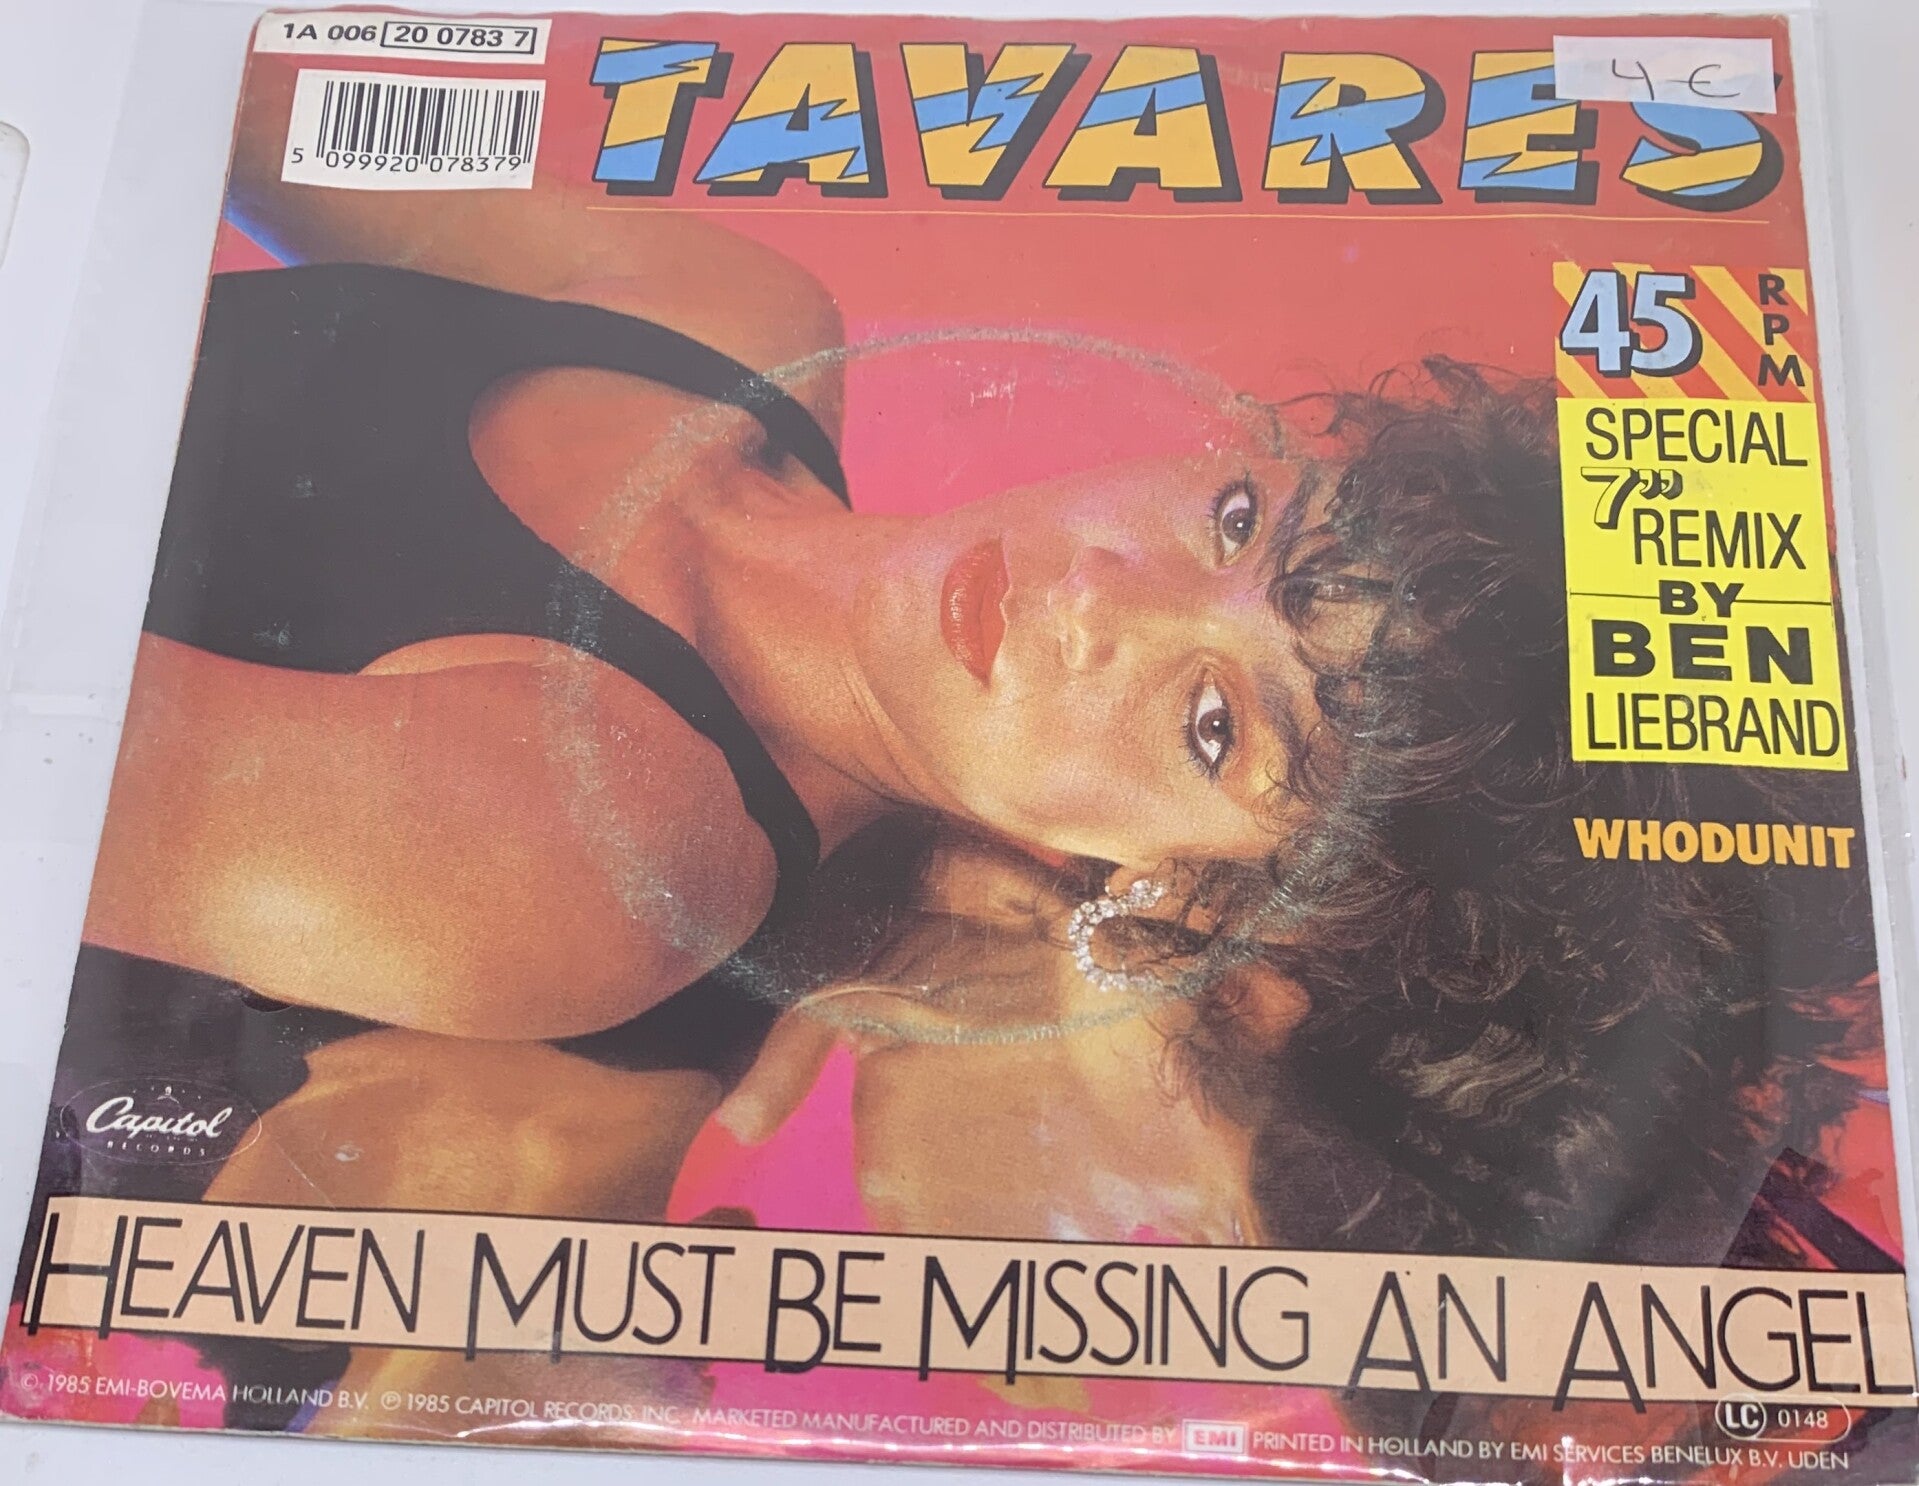 1A 006 20 0783 7
5 099920 078379
TAVARES
4 €
45 RPM
SPECIAL
7”
REMIX
BY
BEN
LIEBRAND
WHODUNIT
Capitol
RECORDS
HEAVEN MUST BE MISSING AN ANGEL
© 1985 EMI-BOVEMA HOLLAND B.V. ℗ 1985 CAPITOL RECORDS, INC. MARKETED MANUFACTURED AND DISTRIBUTED BY EMI PRINTED IN HOLLAND BY EMI SERVICES BENELUX B.V. UDEN
LC 0148